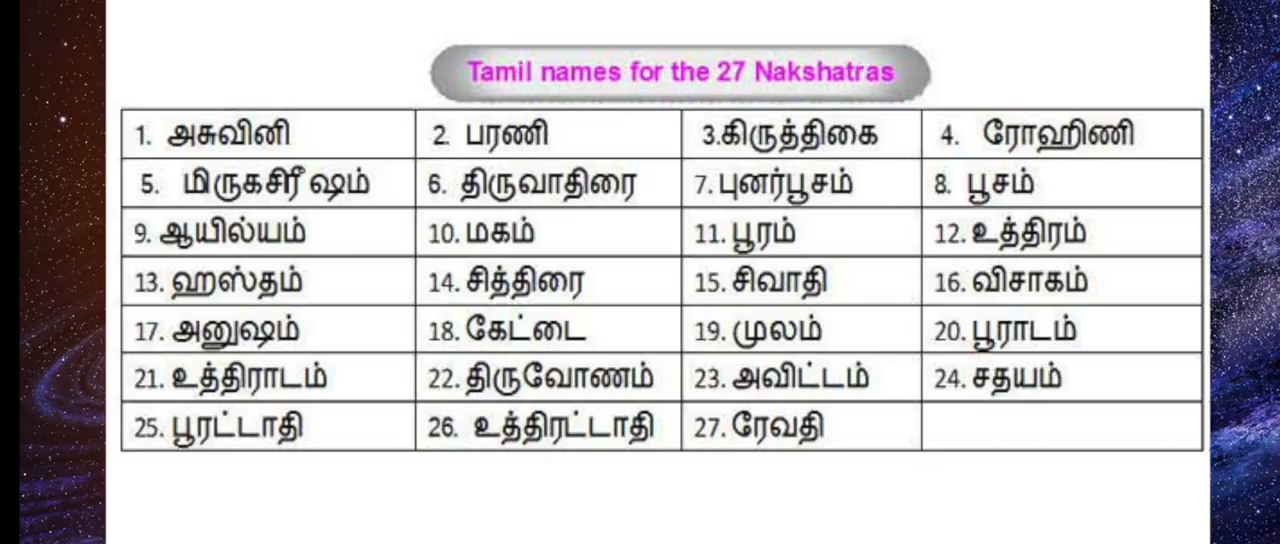 Tamil names for the 27 Nakshatras
1. அசுவினி 2. பரணி 3.கிருத்திகை 4. ரோஹிணி
5. மிருகசிரீ ஷம் 6. திருவாதிரை 7. புனர்பூசம் 8. பூசம்
9. ஆயில்யம் 10. மகம் 11. பூரம் 12. உத்திரம்
13. ஹஸ்தம் 14. சித்திரை 15. சிவாதி 16. விசாகம்
17. அனுஷம் 18. கேட்டை 19. முலம் 20. பூராடம்
21. உத்திராடம் 22. திருவோணம் 23. அவிட்டம் 24. சதயம்
25. பூரட்டாதி 26. உத்திரட்டாதி 27. ரேவதி